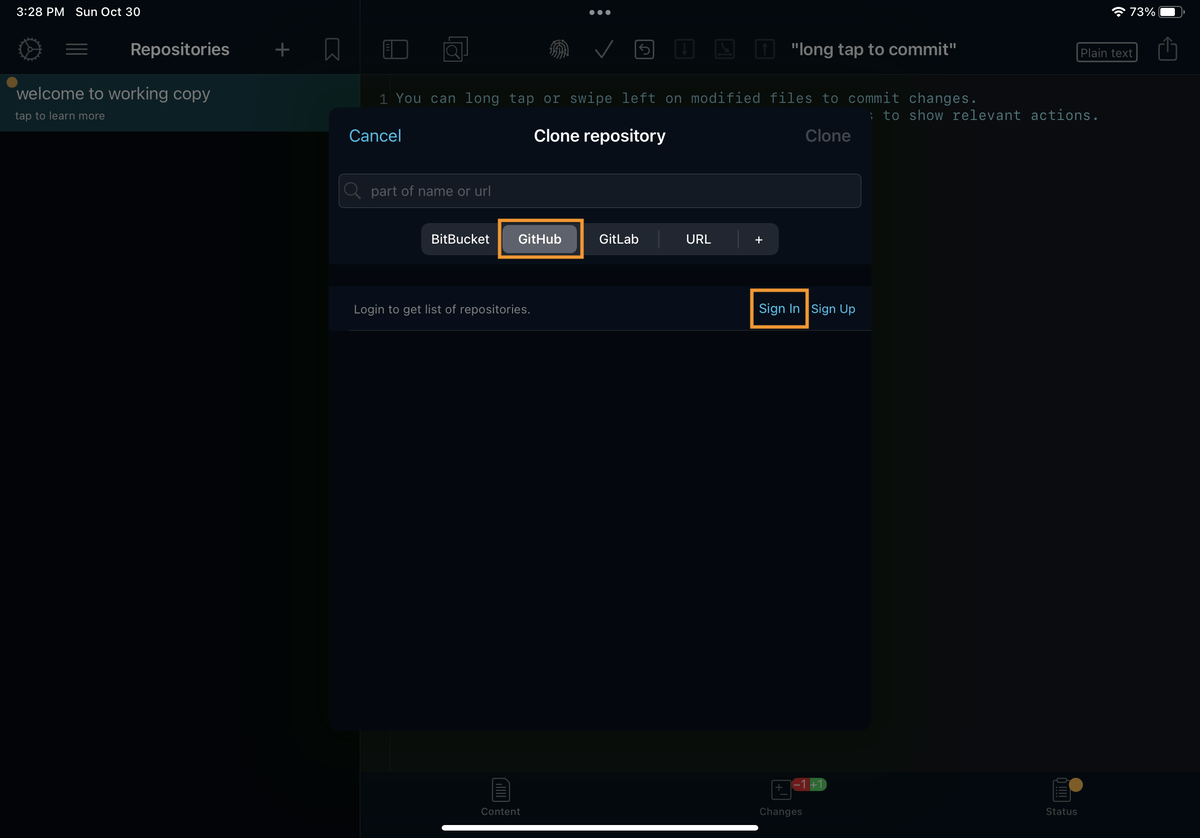 3:28 PM Sun Oct 30
73%
Repositories
"long tap to commit"
Plain text
welcome to working copy
tap to learn more
1 You can long tap or swipe left on modified files to commit changes.
s to show relevant actions.
Cancel
Clone repository
Clone
part of name or url
BitBucket
GitHub
GitLab
URL
+
Login to get list of repositories.
Sign In
Sign Up
Content
-1 +1
Changes
Status